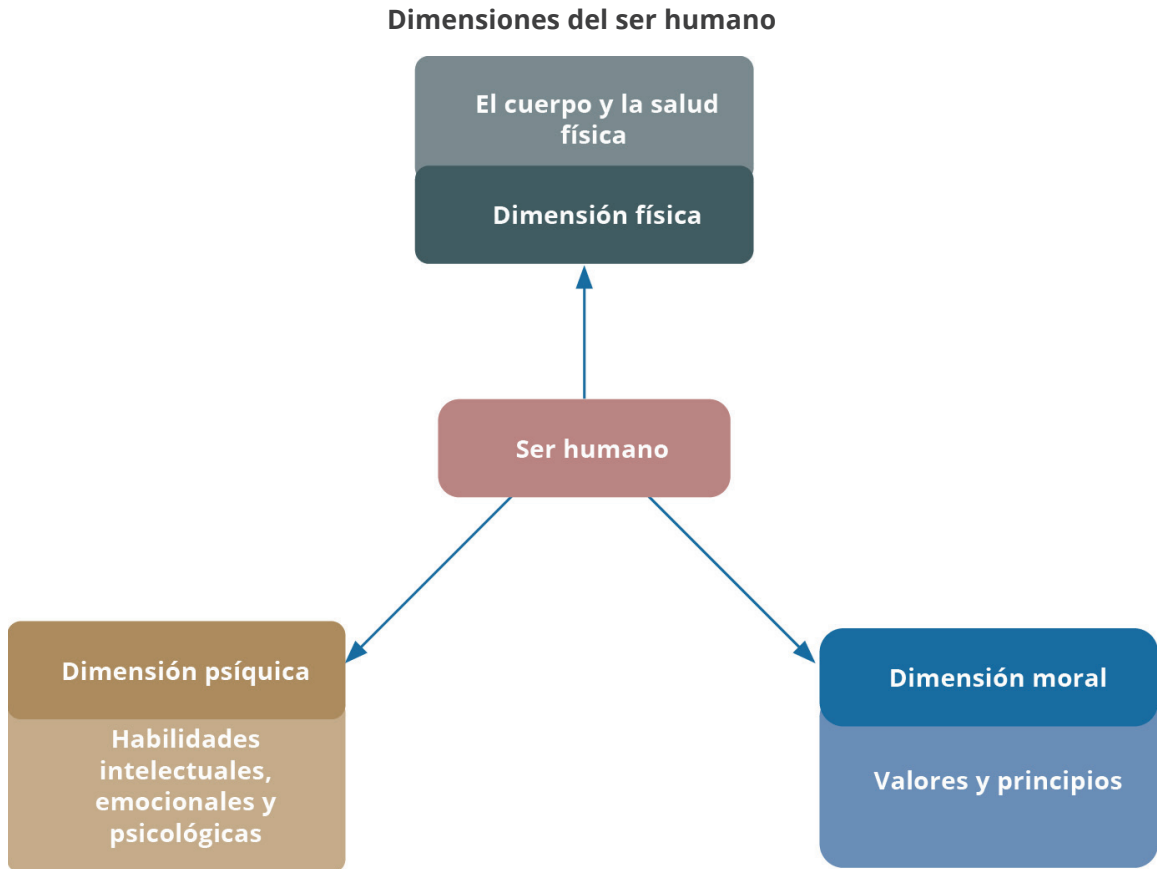 Dimensiones del ser humano
El cuerpo y la salud
física
Dimensión física
Ser humano
Dimensión psíquica
Habilidades
intelectuales,
emocionales y
psicológicas
Dimensión moral
Valores y principios